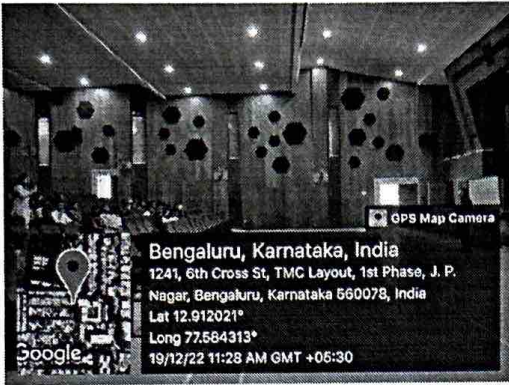 GPS Map Camera
Bengaluru, Karnataka, India
1241, 6th Cross St, TMC Layout, 1st Phase, J. P.
Nagar, Bengaluru, Karnataka 560078, India
Lat 12.912021°
Long 77.584313°
19/12/22 11:28 AM GMT +05:30
Google